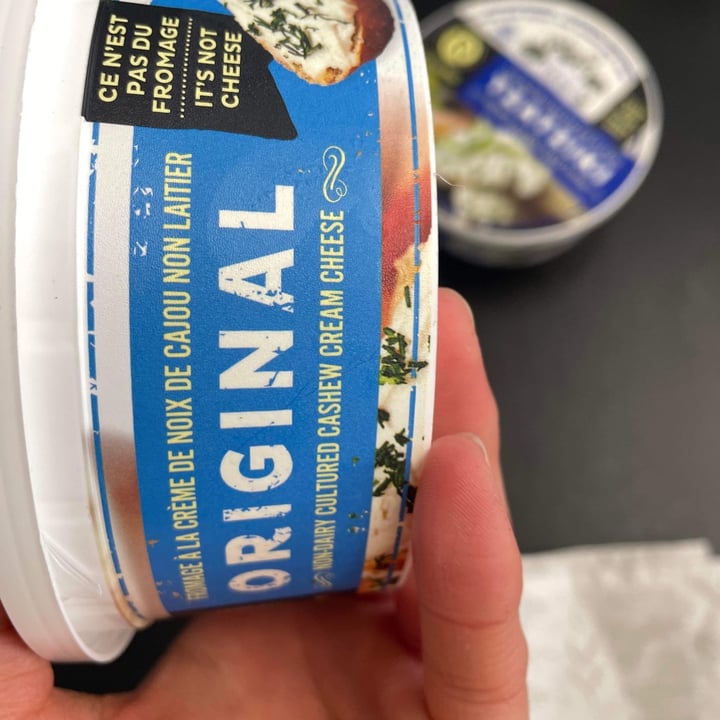 CE N'EST
PAS DU
FROMAGE
IT'S NOT
CHEESE
FROMAGE À LA CRÈME DE NOIX DE CAJOU NON LAITIER
ORIGINAL
NON-DAIRY CULTURED CASHEW CREAM CHEESE